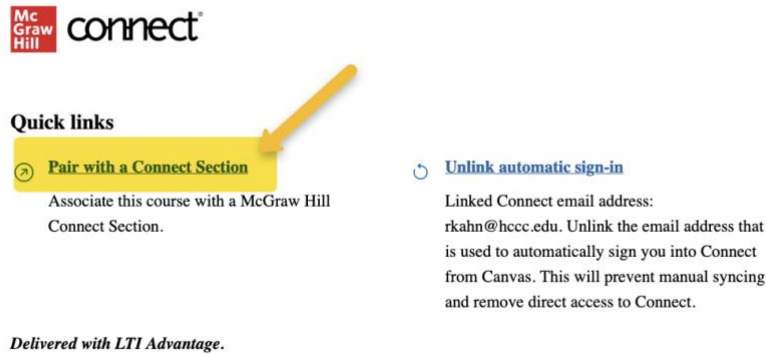 Mc
Graw
Hill
connect
Quick links
Pair with a Connect Section
Associate this course with a McGraw Hill
Connect Section.
Unlink automatic sign-in
Linked Connect email address:
rkahn@hccc.edu. Unlink the email address that
is used to automatically sign you into Connect
from Canvas. This will prevent manual syncing
and remove direct access to Connect.
Delivered with LTI Advantage.